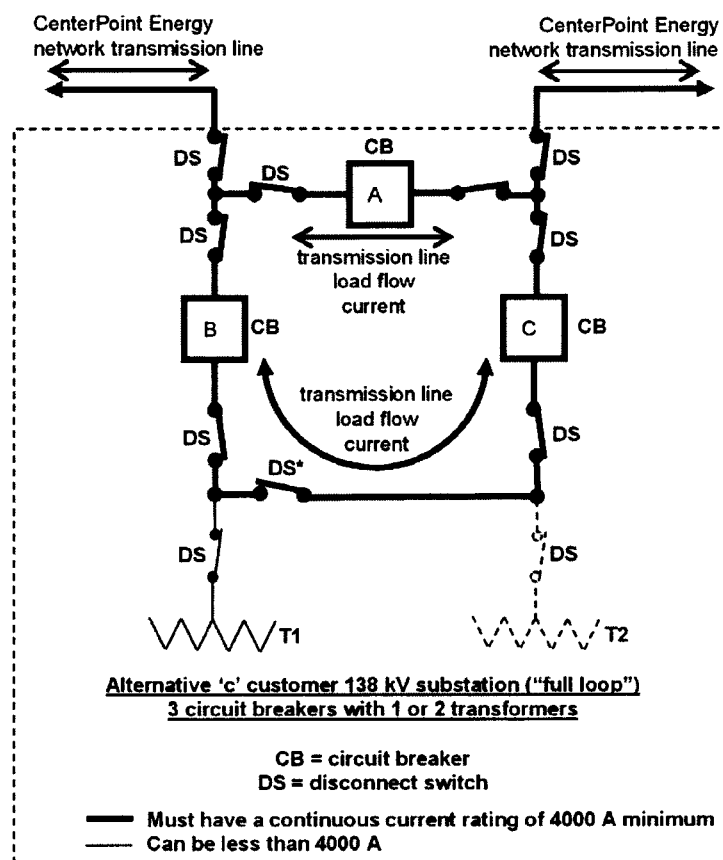 CenterPoint Energy
network transmission line
CenterPoint Energy
network transmission line
DS
DS
CB
DS
A
DS
DS
transmission line
load flow
current
B
CB
C
CB
transmission line
load flow
current
DS
DS
DS*
DS
DS
T1
T2
Alternative ‘c’ customer 138 kV substation (“full loop”)
3 circuit breakers with 1 or 2 transformers
CB = circuit breaker
DS = disconnect switch
Must have a continuous current rating of 4000 A minimum
Can be less than 4000 A